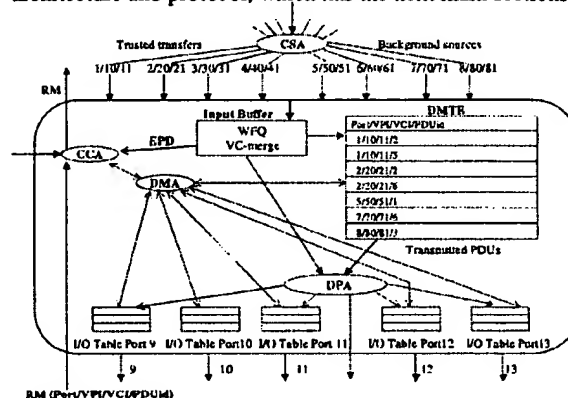 architecture and protocol, which has the
Trusted transfers
CSA
Background sources
1/10/11 2/20/21 3/30/31 4/40/41 5/50/51 6/60/61 7/70/71 8/80/81
RM
Input Buffer
DMTE
WFQ
VC-merge
EPD
CCA
DMA
Port/VPI/VCI/PDUid
1/10/11/2
1/10/11/5
2/20/21/2
2/20/21/6
5/50/51/1
7/70/71/6
8/80/81/3
Transmitted PDUs
DPA
I/O Table Port 9 I/O Table Port10 I/O Table Port 11 I/O Table Port12 I/O Table Port13
9 10 11 12 13
RM (Port/VPI/VCI/PDUid)